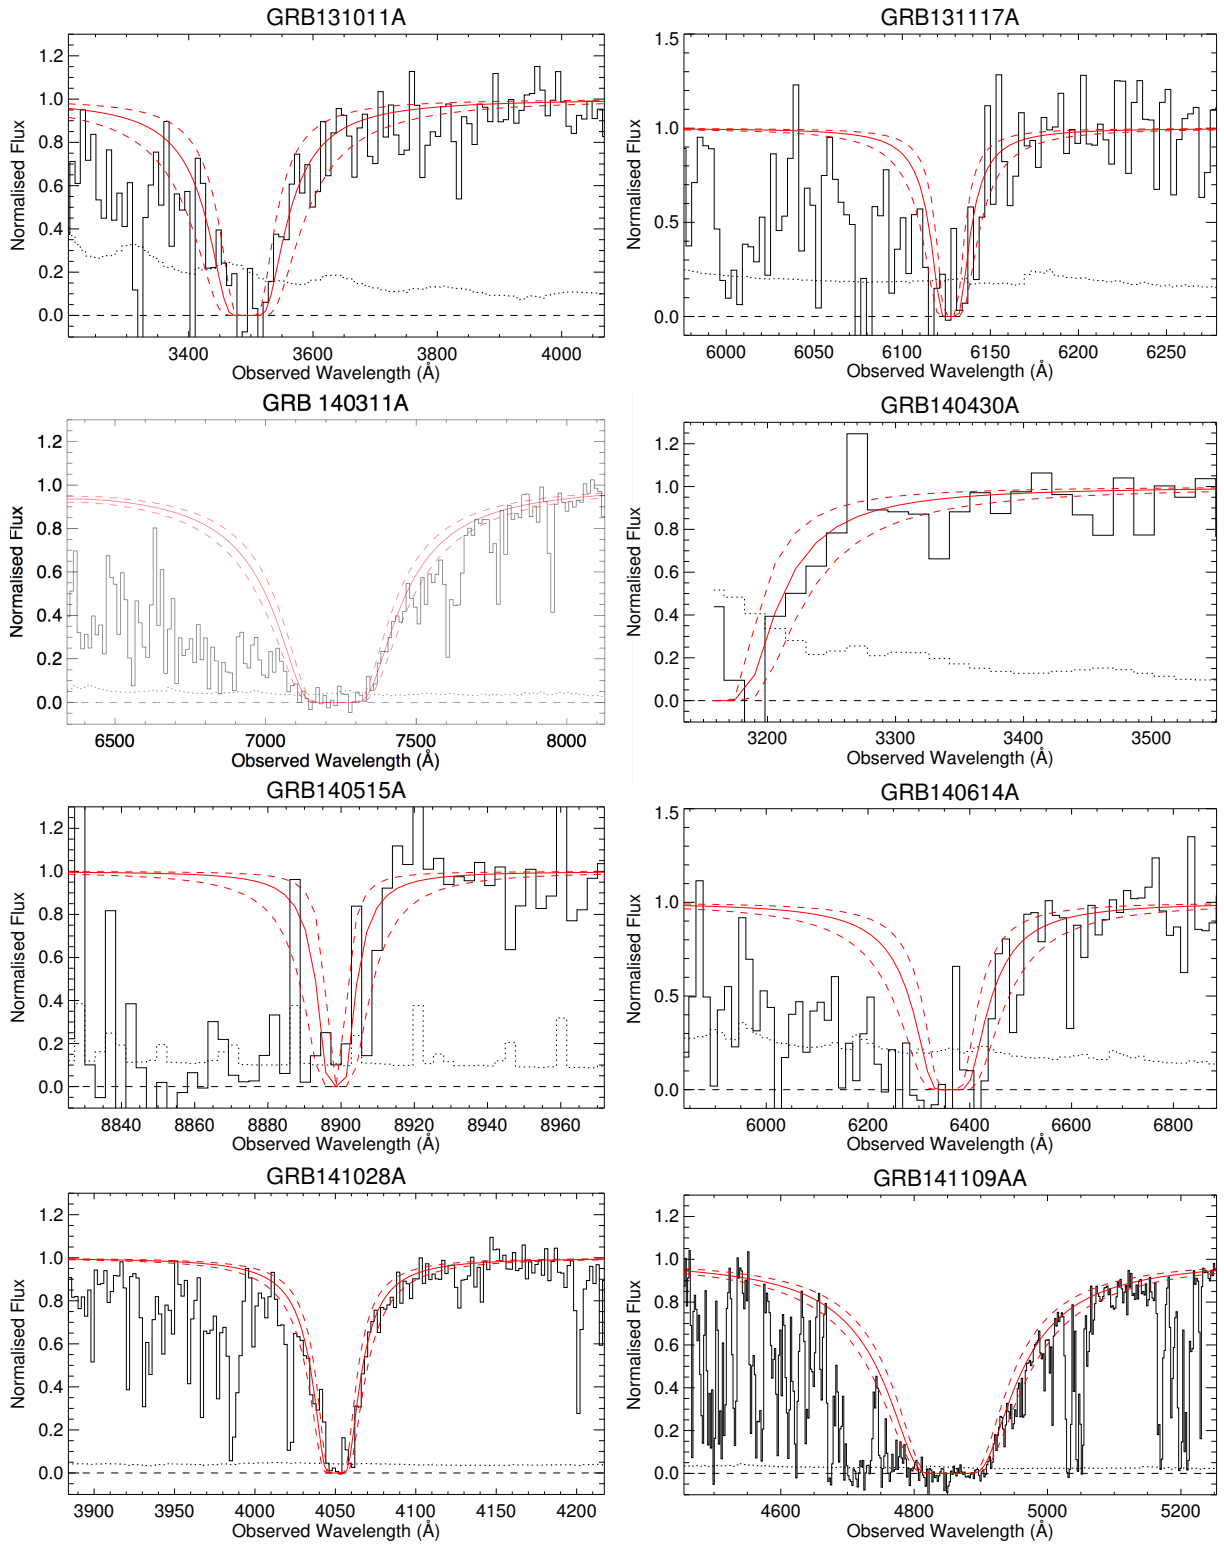 GRB131011A
Normalised Flux
1.2
1.0
0.8
0.6
0.4
0.2
0.0
3400 3600 3800 4000
Observed Wavelength (Å)
GRB131117A
Normalised Flux
1.5
1.0
0.5
0.0
6000 6050 6100 6150 6200 6250
Observed Wavelength (Å)
GRB 140311A
Normalised Flux
1.2
1.0
0.8
0.6
0.4
0.2
0.0
6500 7000 7500 8000
Observed Wavelength (Å)
GRB140430A
Normalised Flux
1.2
1.0
0.8
0.6
0.4
0.2
0.0
3200 3300 3400 3500
Observed Wavelength (Å)
GRB140515A
Normalised Flux
1.2
1.0
0.8
0.6
0.4
0.2
0.0
8840 8860 8880 8900 8920 8940 8960
Observed Wavelength (Å)
GRB140614A
Normalised Flux
1.5
1.0
0.5
0.0
6000 6200 6400 6600 6800
Observed Wavelength (Å)
GRB141028A
Normalised Flux
1.2
1.0
0.8
0.6
0.4
0.2
0.0
3900 3950 4000 4050 4100 4150 4200
Observed Wavelength (Å)
GRB141109AA
Normalised Flux
1.2
1.0
0.8
0.6
0.4
0.2
0.0
4600 4800 5000 5200
Observed Wavelength (Å)